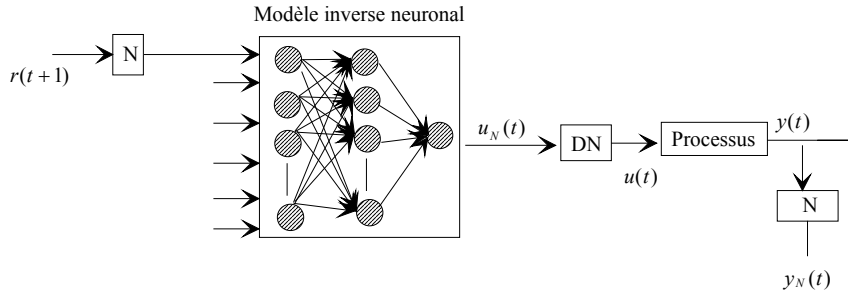 Modèle inverse neuronal
r(t+1)
N
u_N(t)
DN
u(t)
Processus
y(t)
N
y_N(t)